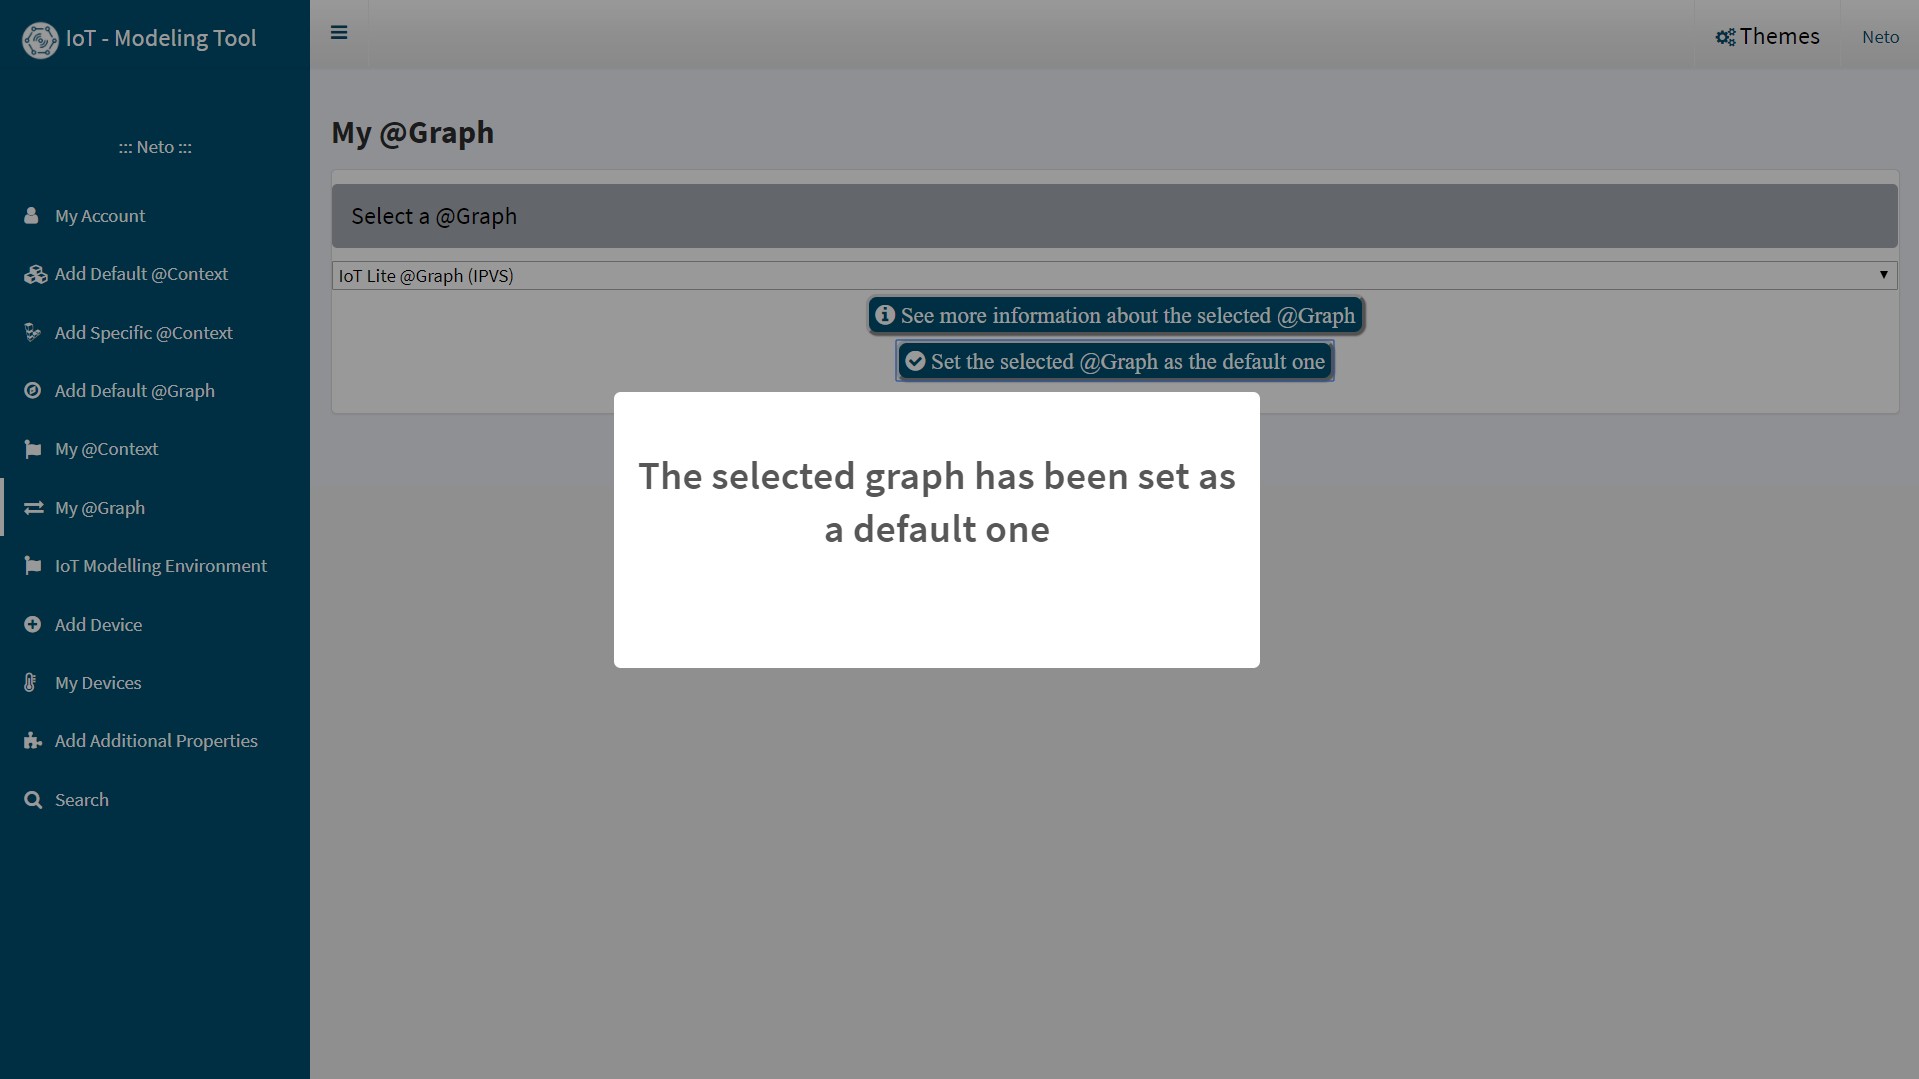 IoT - Modeling Tool
Themes
Neto
::: Neto :::
My Account
Add Default @Context
Add Specific @Context
Add Default @Graph
My @Context
My @Graph
IoT Modelling Environment
Add Device
My Devices
Add Additional Properties
Search
My @Graph
Select a @Graph
IoT Lite @Graph (IPVS)
See more information about the selected @Graph
Set the selected @Graph as the default one
The selected graph has been set as
a default one